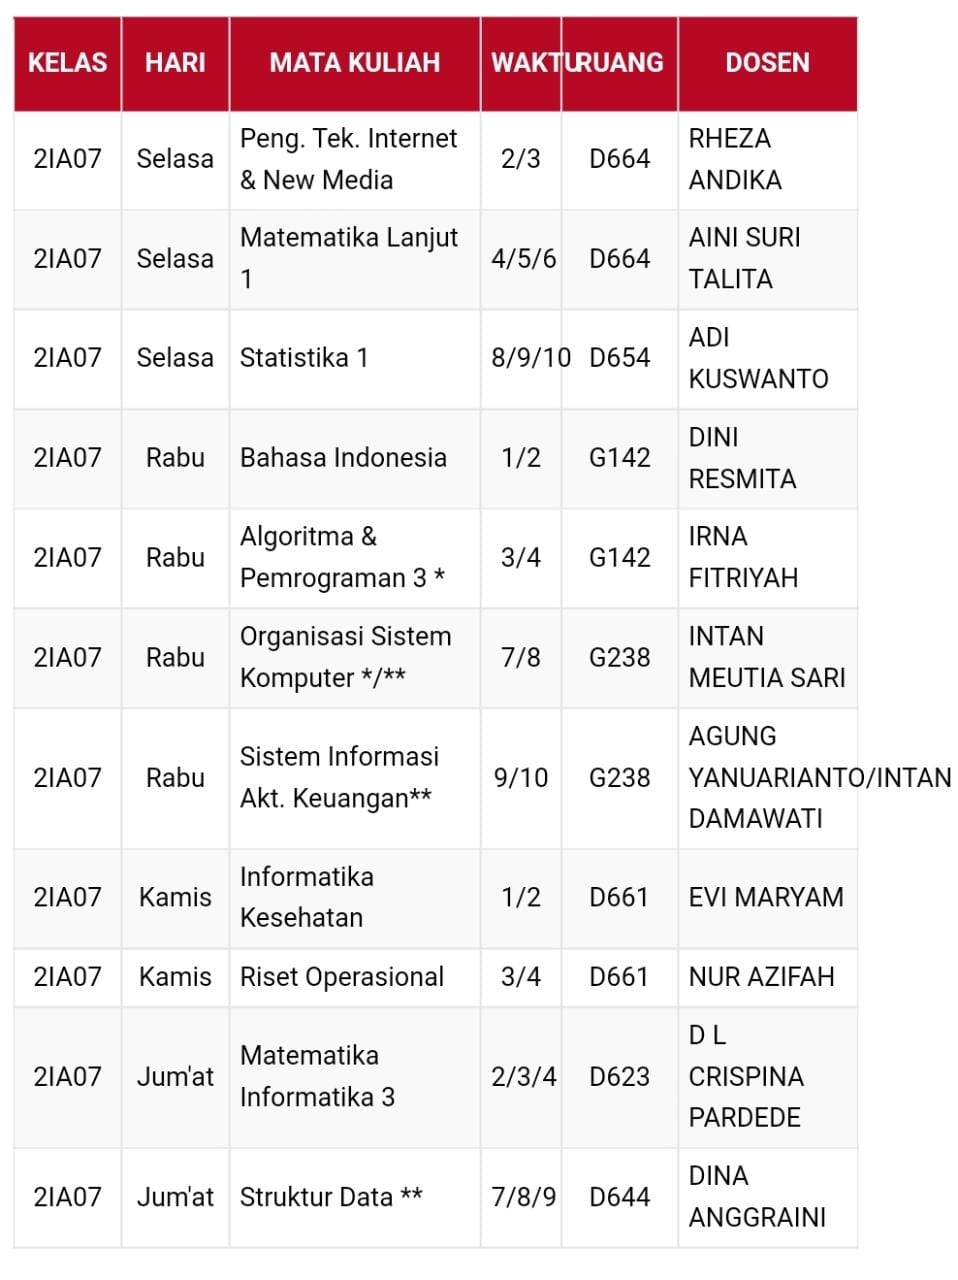 KELAS HARI MATA KULIAH WAKTU RUANG DOSEN
2IA07 Selasa Peng. Tek. Internet & New Media 2/3 D664 RHEZA ANDIKA
2IA07 Selasa Matematika Lanjut 1 4/5/6 D664 AINI SURI TALITA
2IA07 Selasa Statistika 1 8/9/10 D654 ADI KUSWANTO
2IA07 Rabu Bahasa Indonesia 1/2 G142 DINI RESMITA
2IA07 Rabu Algoritma & Pemrograman 3 * 3/4 G142 IRNA FITRIYAH
2IA07 Rabu Organisasi Sistem Komputer */** 7/8 G238 INTAN MEUTIA SARI
2IA07 Rabu Sistem Informasi Akt. Keuangan** 9/10 G238 AGUNG YANUARIANTO/INTAN DAMAWATI
2IA07 Kamis Informatika Kesehatan 1/2 D661 EVI MARYAM
2IA07 Kamis Riset Operasional 3/4 D661 NUR AZIFAH
2IA07 Jum'at Matematika Informatika 3 2/3/4 D623 D L CRISPINA PARDEDE
2IA07 Jum'at Struktur Data ** 7/8/9 D644 DINA ANGGRAINI